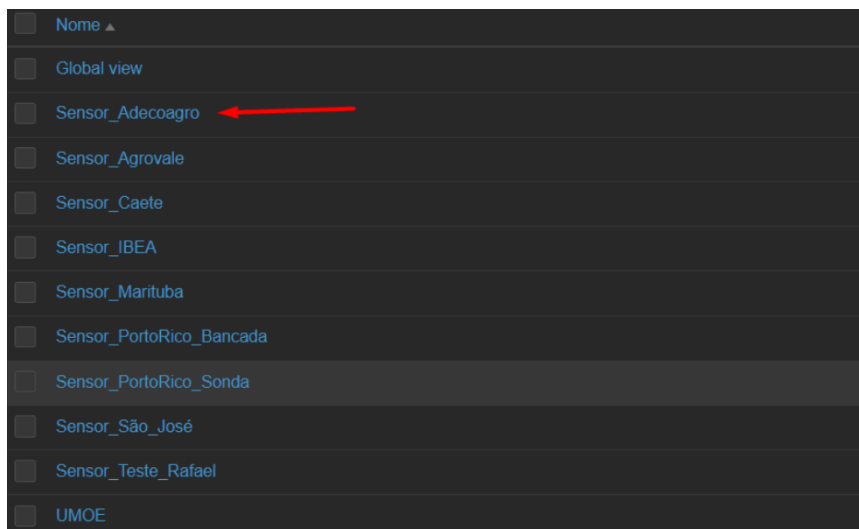 Nome ▲
Global view
Sensor_Adecoagro
Sensor_Agrovale
Sensor_Caete
Sensor_IBEA
Sensor_Marituba
Sensor_PortoRico_Bancada
Sensor_PortoRico_Sonda
Sensor_São_José
Sensor_Teste_Rafael
UMOE